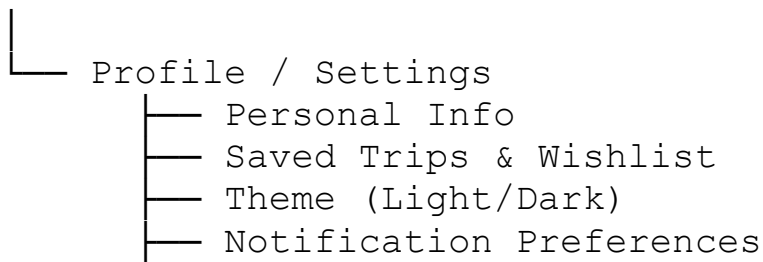 │
└── Profile / Settings
├── Personal Info
├── Saved Trips & Wishlist
├── Theme (Light/Dark)
├── Notification Preferences